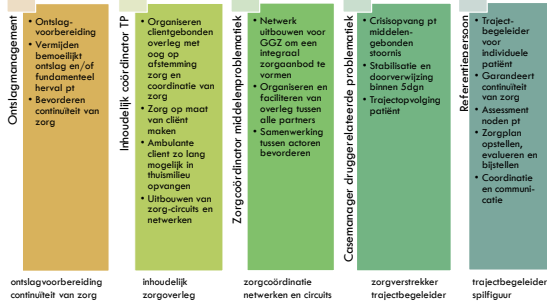 Ontslagmanagement
• Ontslag-
voorbereiding
• Vermijden
bemoeilijkt
ontslag en/of
fundamenteel
herval pt
• Bevorderen
continuïteit van
zorg
ontslagvoorbereiding
continuïteit van zorg
Inhoudelijk coördinator TP
• Organiseren
clientgebonden
overleg met
oog op
afstemming
zorg en
coordinatie van
zorg
• Zorg op maat
van cliënt
maken
• Ambulante
client zo lang
mogelijk in
thuismilieu
opvangen
• Uitbouwen van
zorg-circuits en
netwerken
inhoudelijk
zorgoverleg
Zorgcoördinator middelenproblematiek
• Netwerk
uitbouwen voor
GGZ om een
integraal
zorgaanbod te
vormen
• Organiseren en
faciliteren van
overleg tussen
alle partners
• Samenwerking
tussen actoren
bevorderen
zorgcoördinatie
netwerken en circuits
Casemanager druggerelateerde problematiek
• Crisisopvang pt
middelen-
gebonden
stoornis
• Stabilisatie en
doorverwijzing
binnen 5dgn
• Trajectopvolging
patiënt
zorgverstrekker
trajectbegeleider
Referentiepersoon
• Traject-
begeleider
voor
individuele
patiënt
• Garandeert
continuïteit
van zorg
• Assessment
noden pt
• Zorgplan
opstellen,
evalueren en
bijstellen
• Coordinatie
en communi-
catie
trajectbegeleider
spilfiguur